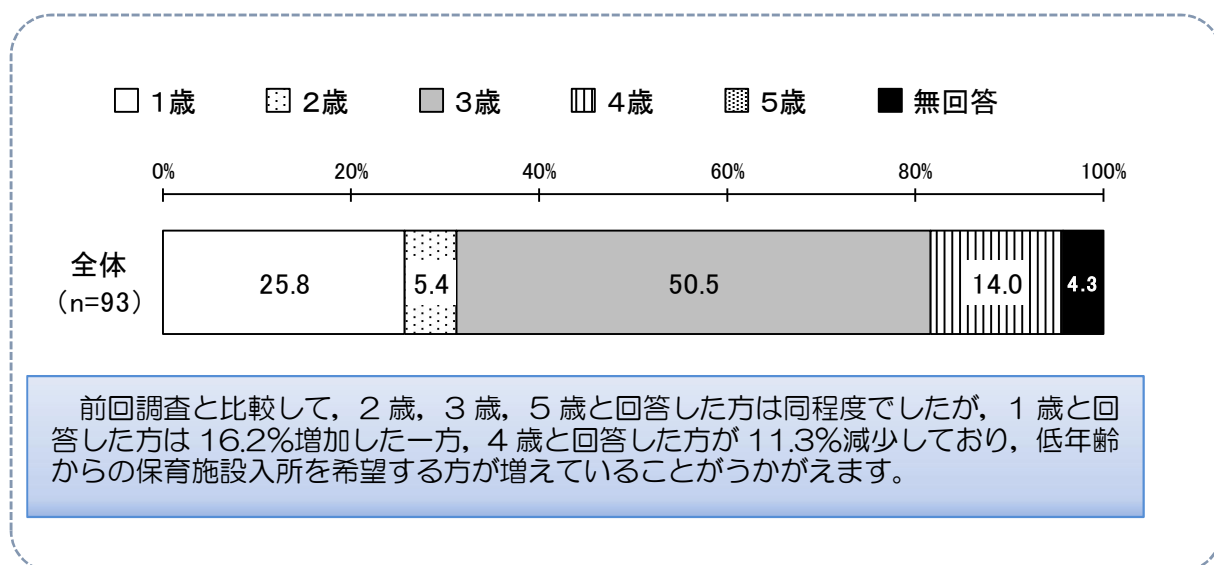 1歳 2歳 3歳 4歳 5歳 無回答
0% 20% 40% 60% 80% 100%
全体
(n=93)
25.8 5.4 50.5 14.0 4.3
前回調査と比較して，2 歳，3 歳，5 歳と回答した方は同程度でしたが，1 歳と回
答した方は 16.2%増加した一方，4 歳と回答した方が 11.3%減少しており，低年齢
からの保育施設入所を希望する方が増えていることがうかがえます。